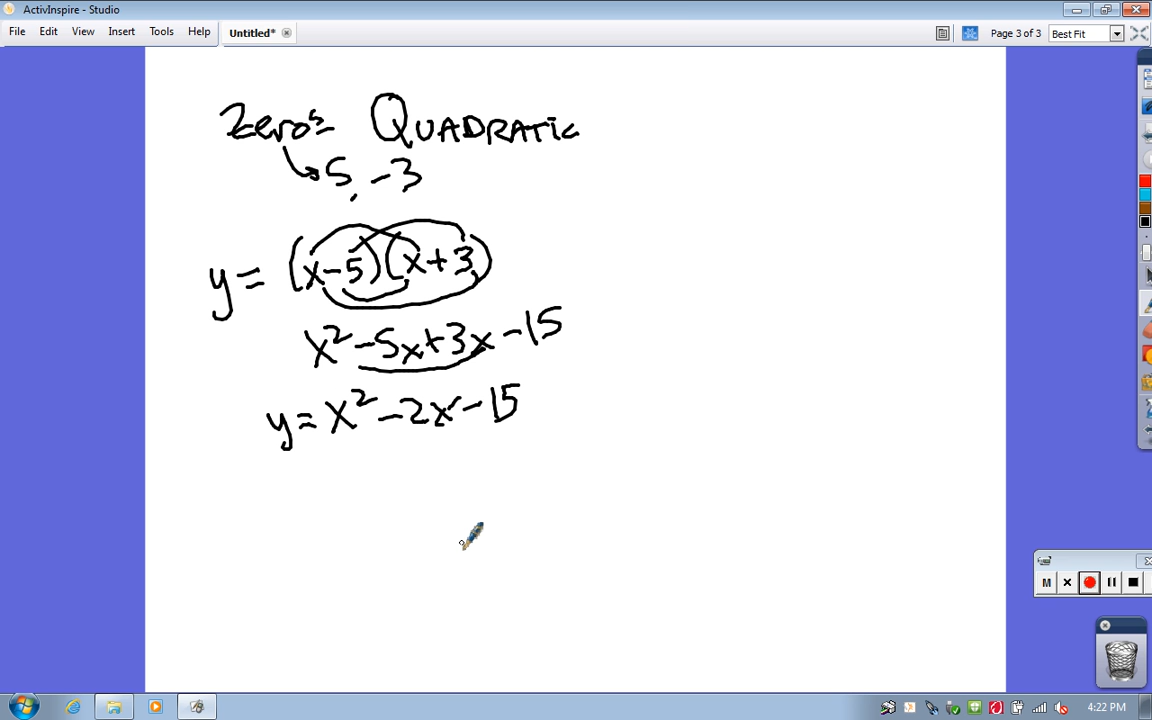 ActivInspire - Studio
File Edit View Insert Tools Help Untitled* Page 3 of 3 Best Fit
Zeros Quadratic
5, -3
y = (x-5)(x+3)
x² - 5x + 3x - 15
y = x² - 2x - 15
M
4:22 PM